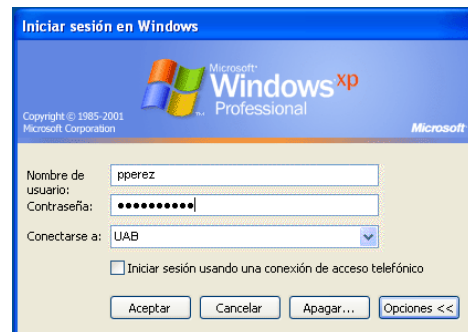 Iniciar sesión en Windows
Microsoft®
Windows xp
Professional
Copyright © 1985-2001
Microsoft Corporation
Microsoft
Nombre de usuario:
pperez
Contraseña:
••••••••••
Conectarse a:
UAB
Iniciar sesión usando una conexión de acceso telefónico
Aceptar
Cancelar
Apagar...
Opciones <<